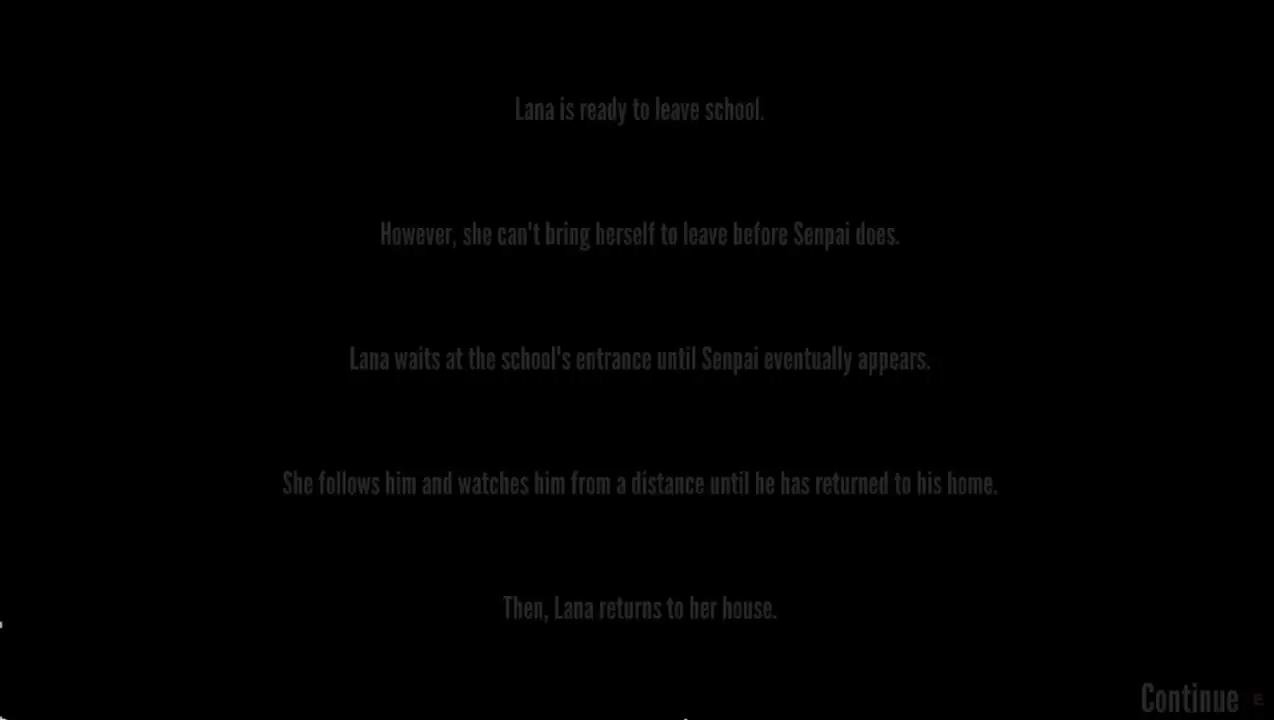 Lana is ready to leave school.
However, she can't bring herself to leave before Senpai does.
Lana waits at the school's entrance until Senpai eventually appears.
She follows him and watches him from a distance until he has returned to his home.
Then, Lana returns to her house.
Continue E